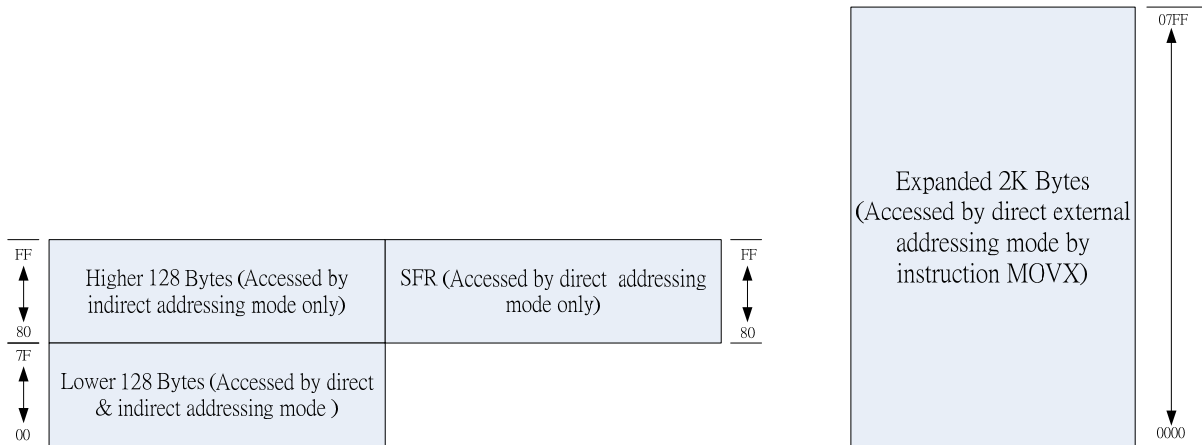 07FF
Expanded 2K Bytes
(Accessed by direct external
addressing mode by
instruction MOVX)
0000
FF
Higher 128 Bytes (Accessed by
indirect addressing mode only)
80
SFR (Accessed by direct addressing
mode only)
FF
80
7F
Lower 128 Bytes (Accessed by direct
& indirect addressing mode )
00